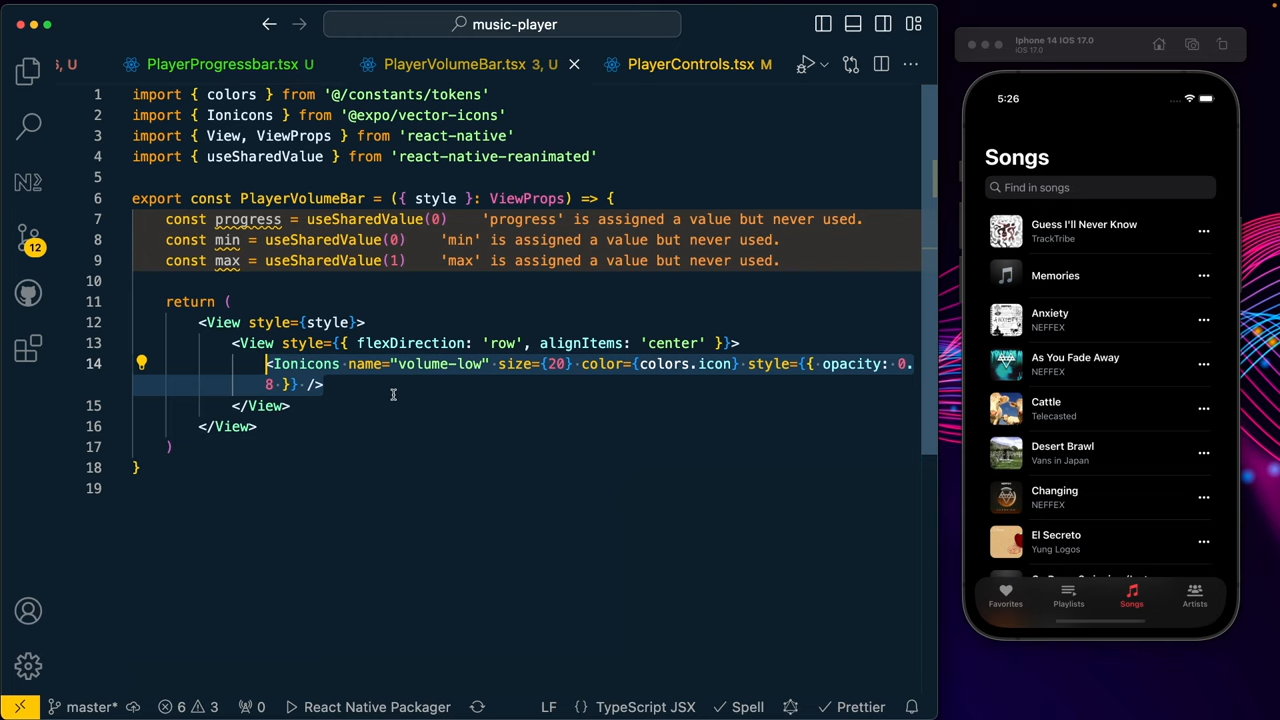 music-player
5, U
PlayerProgressbar.tsx U
PlayerVolumeBar.tsx 3, U
PlayerControls.tsx M
1 import { colors } from '@/constants/tokens'
2 import { Ionicons } from '@expo/vector-icons'
3 import { View, ViewProps } from 'react-native'
4 import { useSharedValue } from 'react-native-reanimated'
5
6 export const PlayerVolumeBar = ({ style }: ViewProps) => {
7 const progress = useSharedValue(0) 'progress' is assigned a value but never used.
8 const min = useSharedValue(0) 'min' is assigned a value but never used.
9 const max = useSharedValue(1) 'max' is assigned a value but never used.
10
11 return (
12 <View style={style}>
13 <View style={{ flexDirection: 'row', alignItems: 'center' }}>
14 <Ionicons name="volume-low" size={20} color={colors.icon} style={{ opacity: 0.
8 }} />
15 </View>
16 </View>
17 )
18 }
19
12
master*
6
3
0
React Native Packager
LF
{ } TypeScript JSX
Spell
Prettier
Iphone 14 IOS 17.0
iOS 17.0
5:26
Songs
Find in songs
Guess I'll Never Know
TrackTribe
Memories
Anxiety
NEFFEX
As You Fade Away
NEFFEX
Cattle
Telecasted
Desert Brawl
Vans in Japan
Changing
NEFFEX
El Secreto
Yung Logos
Favorites
Playlists
Songs
Artists